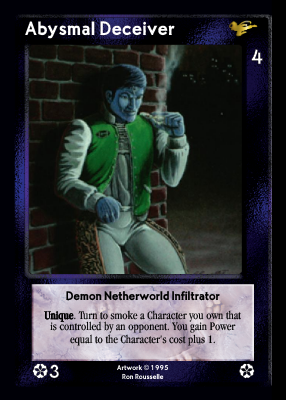 Abysmal Deceiver
4
Demon Netherworld Infiltrator
Unique. Turn to smoke a Character you own that
is controlled by an opponent. You gain Power
equal to the Character's cost plus 1.
3
Artwork © 1995
Ron Rousselle